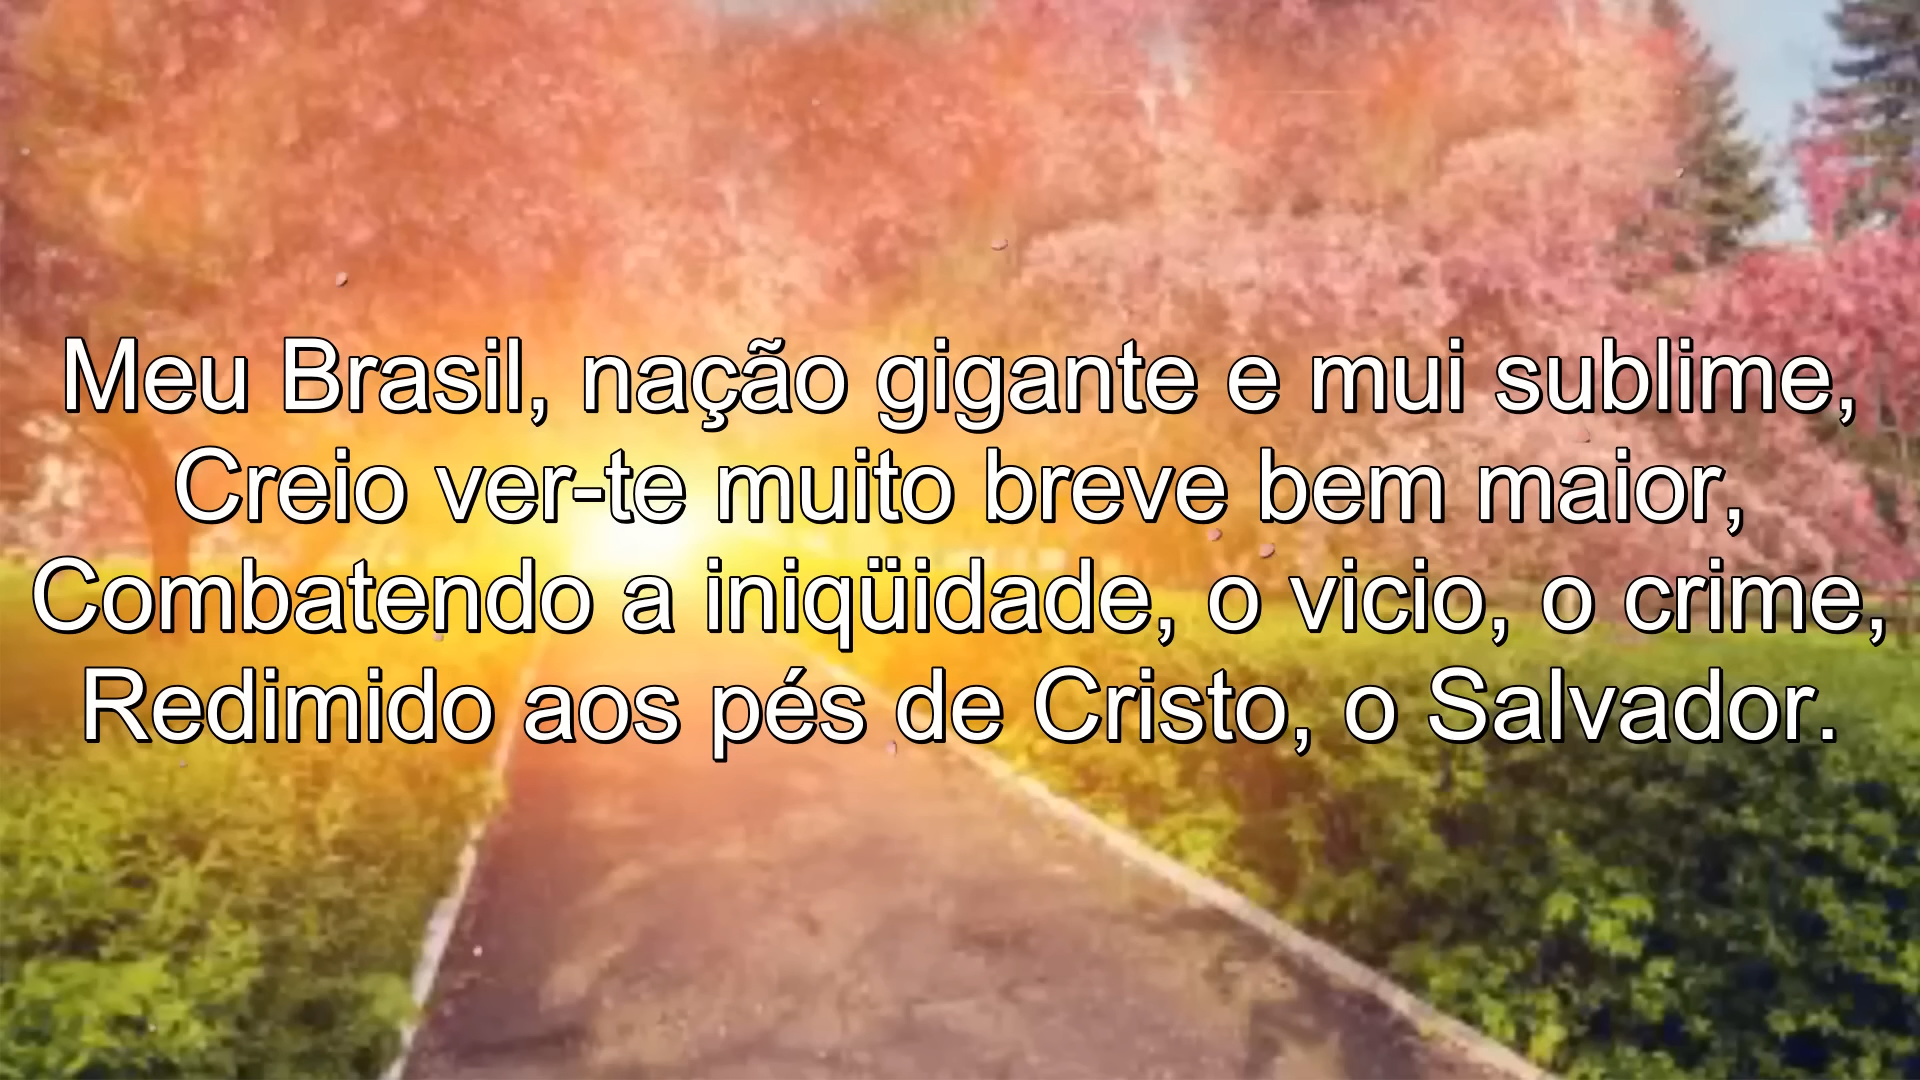 Meu Brasil, nação gigante e mui sublime,
Creio ver-te muito breve bem maior,
Combatendo a iniqüidade, o vicio, o crime,
Redimido aos pés de Cristo, o Salvador.